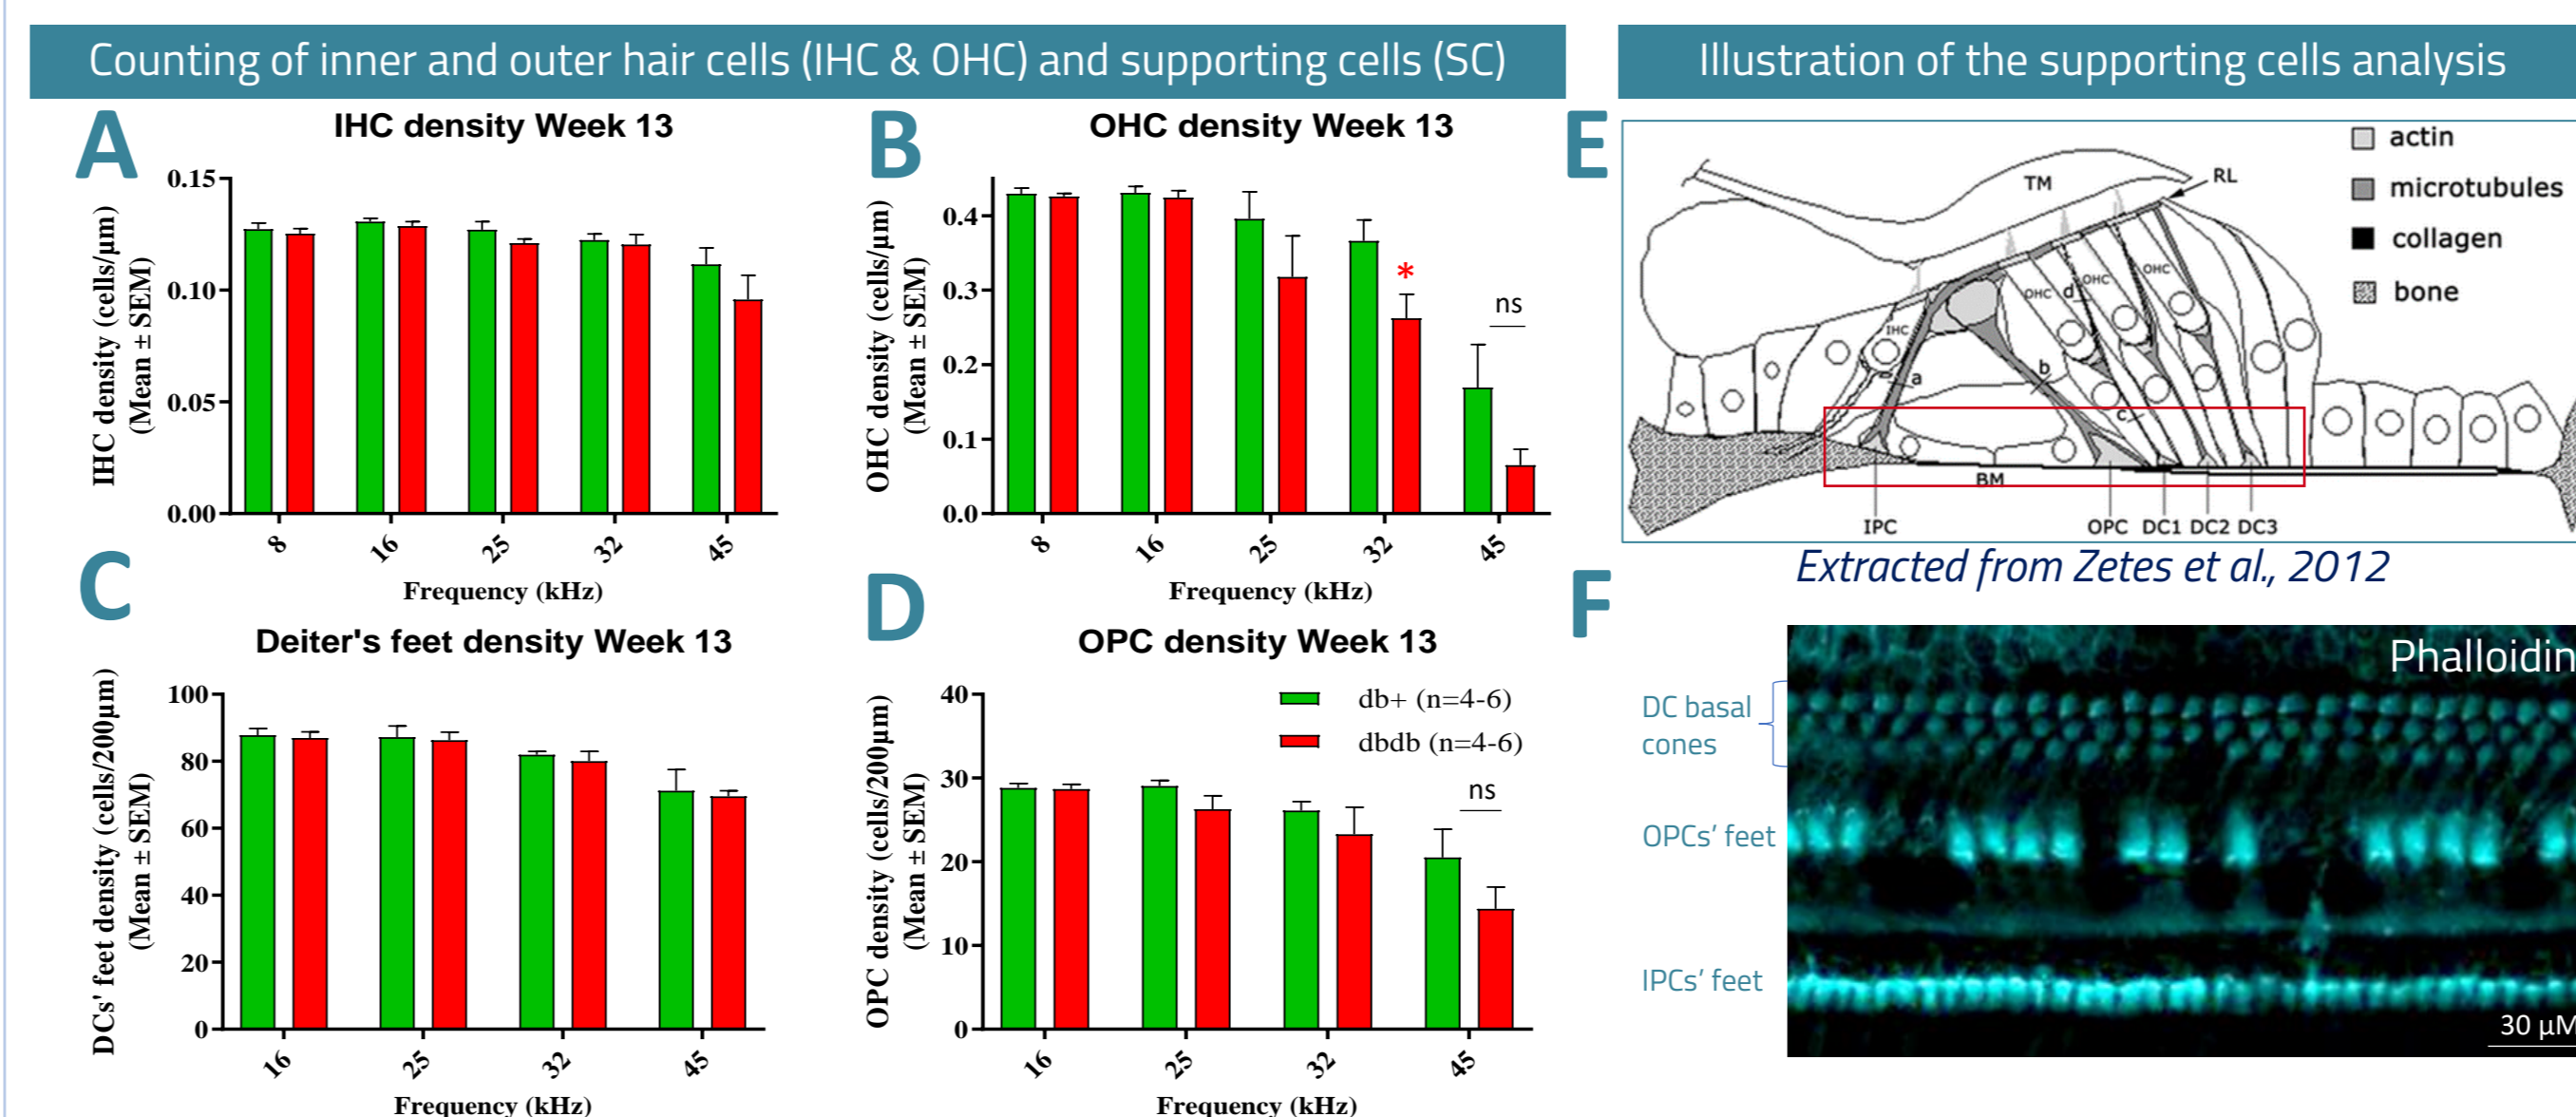 Counting of inner and outer hair cells (IHC & OHC) and supporting cells (SC)
Illustration of the supporting cells analysis
A
IHC density Week 13
IHC density (cells/µm)
(Mean ± SEM)
0.15
0.10
0.05
0.00
8
16
25
32
45
Frequency (kHz)
B
OHC density Week 13
OHC density (cells/µm)
(Mean ± SEM)
0.4
0.3
0.2
0.1
0.0
*
ns
8
16
25
32
45
Frequency (kHz)
C
Deiter's feet density Week 13
DCs' feet density (cells/200µm)
(Mean ± SEM)
100
80
60
40
20
0
16
25
32
45
Frequency (kHz)
D
OPC density Week 13
OPC density (cells/200µm)
(Mean ± SEM)
40
30
20
10
0
db+ (n=4-6)
dbdb (n=4-6)
ns
16
25
32
45
Frequency (kHz)
E
actin
microtubules
collagen
bone
TM
RL
OHC
OHC
OHC
d
IHC
a
b
c
BM
IPC
OPC
DC1
DC2
DC3
Extracted from Zetes et al., 2012
F
Phalloidin
DC basal
cones
OPCs’ feet
IPCs’ feet
30 µM